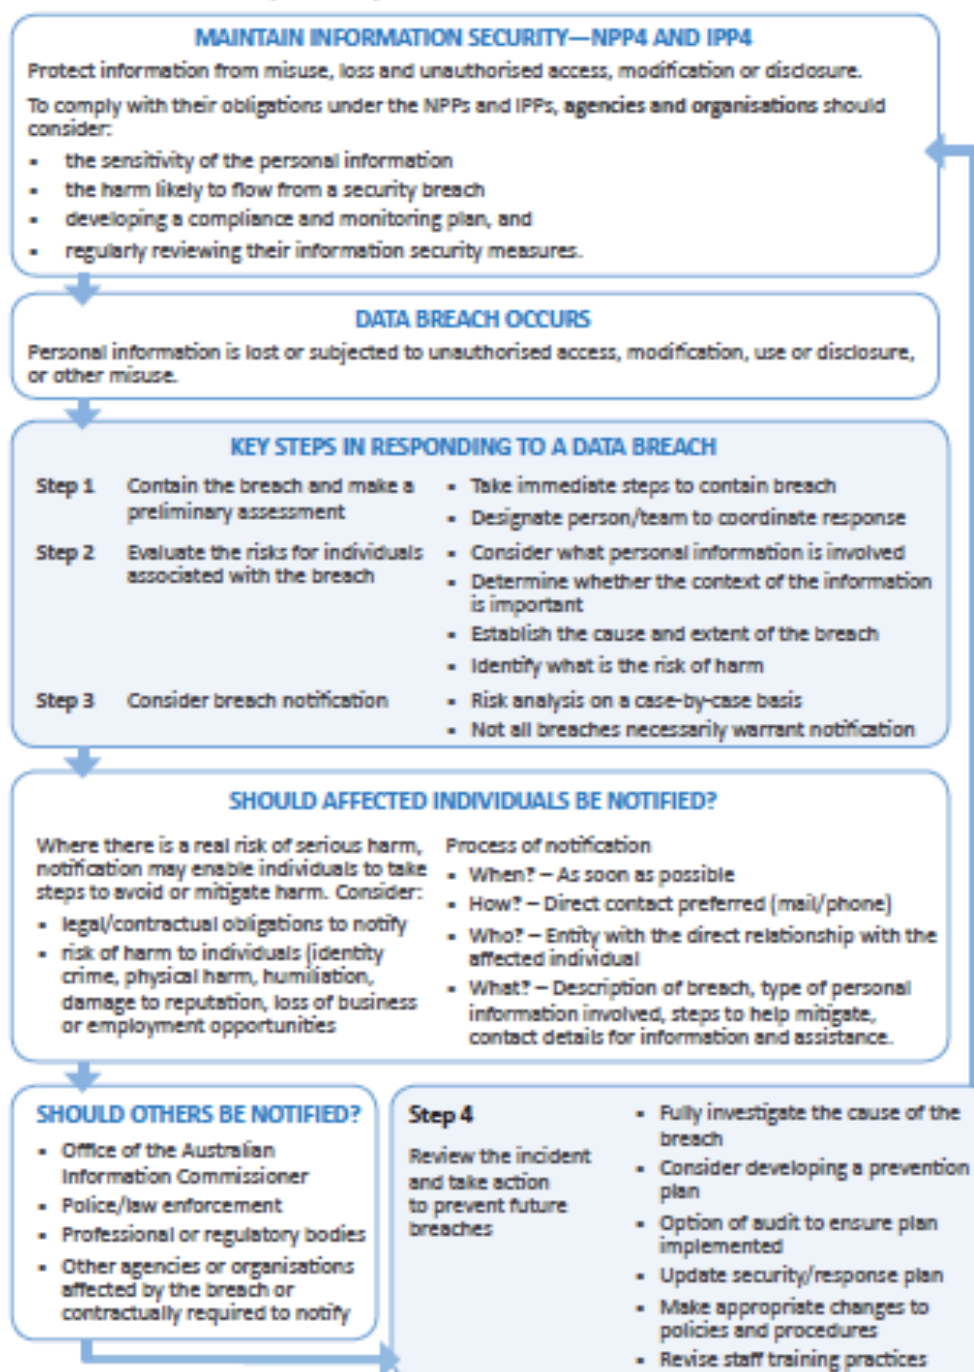 MAINTAIN INFORMATION SECURITY—NPP4 AND IPP4
Protect information from misuse, loss and unauthorised access, modification or disclosure.
To comply with their obligations under the NPPs and IPPs, agencies and organisations should
consider:
▪ the sensitivity of the personal information
▪ the harm likely to flow from a security breach
▪ developing a compliance and monitoring plan, and
▪ regularly reviewing their information security measures.
DATA BREACH OCCURS
Personal information is lost or subjected to unauthorised access, modification, use or disclosure,
or other misuse.
KEY STEPS IN RESPONDING TO A DATA BREACH
Step 1
Contain the breach and make a
preliminary assessment
▪ Take immediate steps to contain breach
▪ Designate person/team to coordinate response
Step 2
Evaluate the risks for individuals
associated with the breach
▪ Consider what personal information is involved
▪ Determine whether the context of the information
is important
▪ Establish the cause and extent of the breach
▪ Identify what is the risk of harm
Step 3
Consider breach notification
▪ Risk analysis on a case-by-case basis
▪ Not all breaches necessarily warrant notification
SHOULD AFFECTED INDIVIDUALS BE NOTIFIED?
Where there is a real risk of serious harm,
notification may enable individuals to take
steps to avoid or mitigate harm. Consider:
▪ legal/contractual obligations to notify
▪ risk of harm to individuals (identity
crime, physical harm, humiliation,
damage to reputation, loss of business
or employment opportunities
Process of notification
▪ When? – As soon as possible
▪ How? – Direct contact preferred (mail/phone)
▪ Who? – Entity with the direct relationship with the
affected individual
▪ What? – Description of breach, type of personal
information involved, steps to help mitigate,
contact details for information and assistance.
SHOULD OTHERS BE NOTIFIED?
▪ Office of the Australian
Information Commissioner
▪ Police/law enforcement
▪ Professional or regulatory bodies
▪ Other agencies or organisations
affected by the breach or
contractually required to notify
Step 4
Review the incident
and take action
to prevent future
breaches
▪ Fully investigate the cause of the
breach
▪ Consider developing a prevention
plan
▪ Option of audit to ensure plan
implemented
▪ Update security/response plan
▪ Make appropriate changes to
policies and procedures
▪ Revise staff training practices